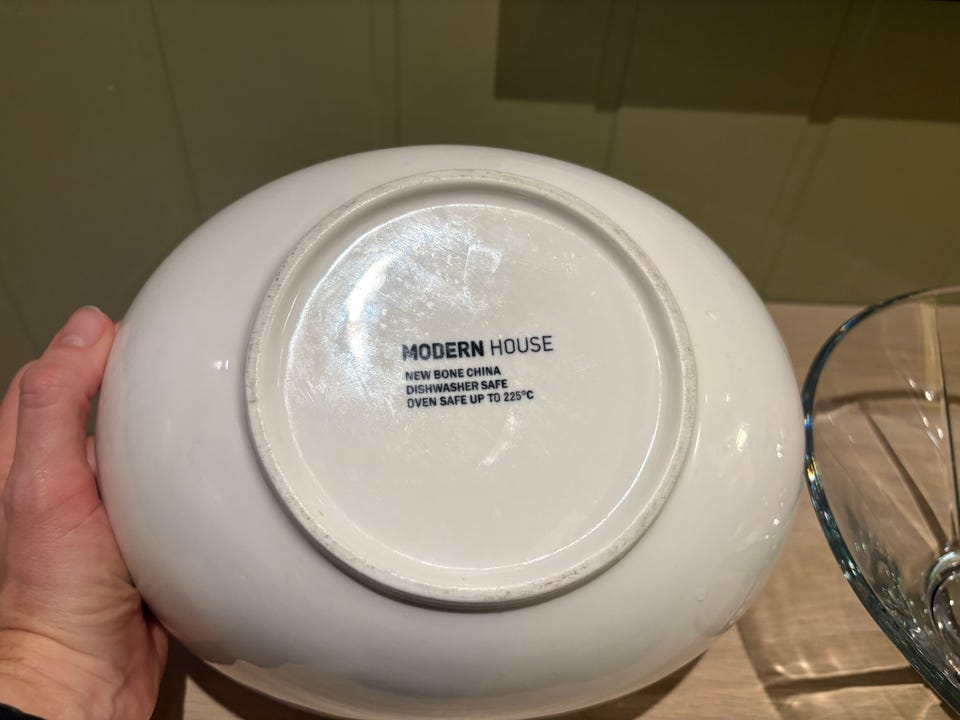 MODERN HOUSE
NEW BONE CHINA
DISHWASHER SAFE
OVEN SAFE UP TO 225°C